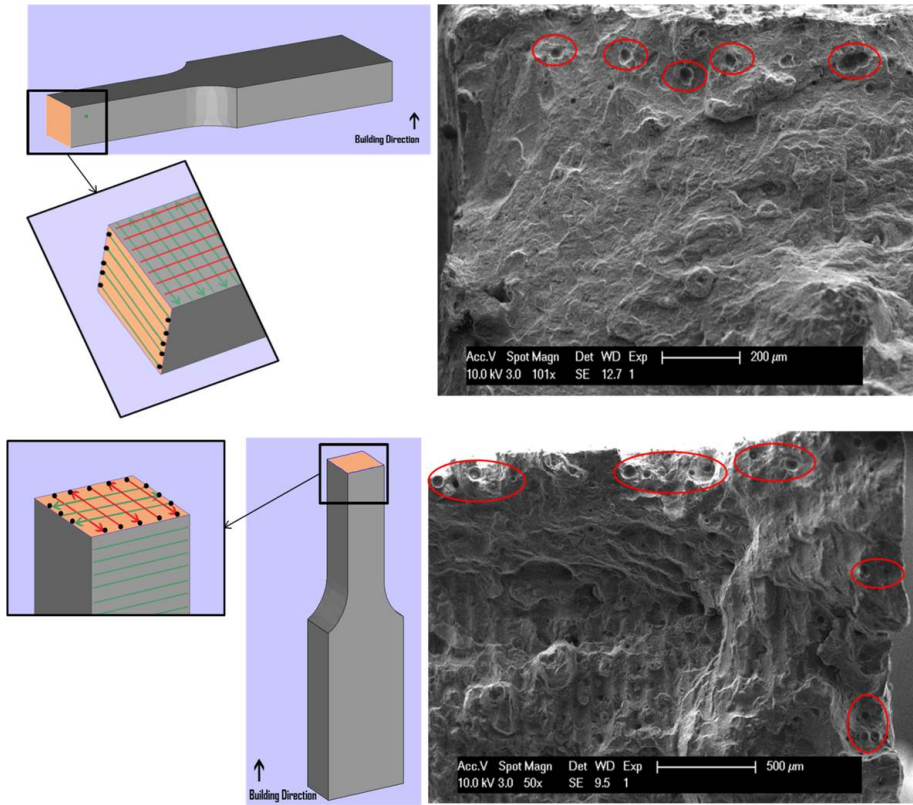 Building Direction
Acc.V Spot Magn Det WD Exp
10.0 kV 3.0 101x SE 12.7 1
200 µm
Building Direction
Acc.V Spot Magn Det WD Exp
10.0 kV 3.0 50x SE 9.5 1
500 µm